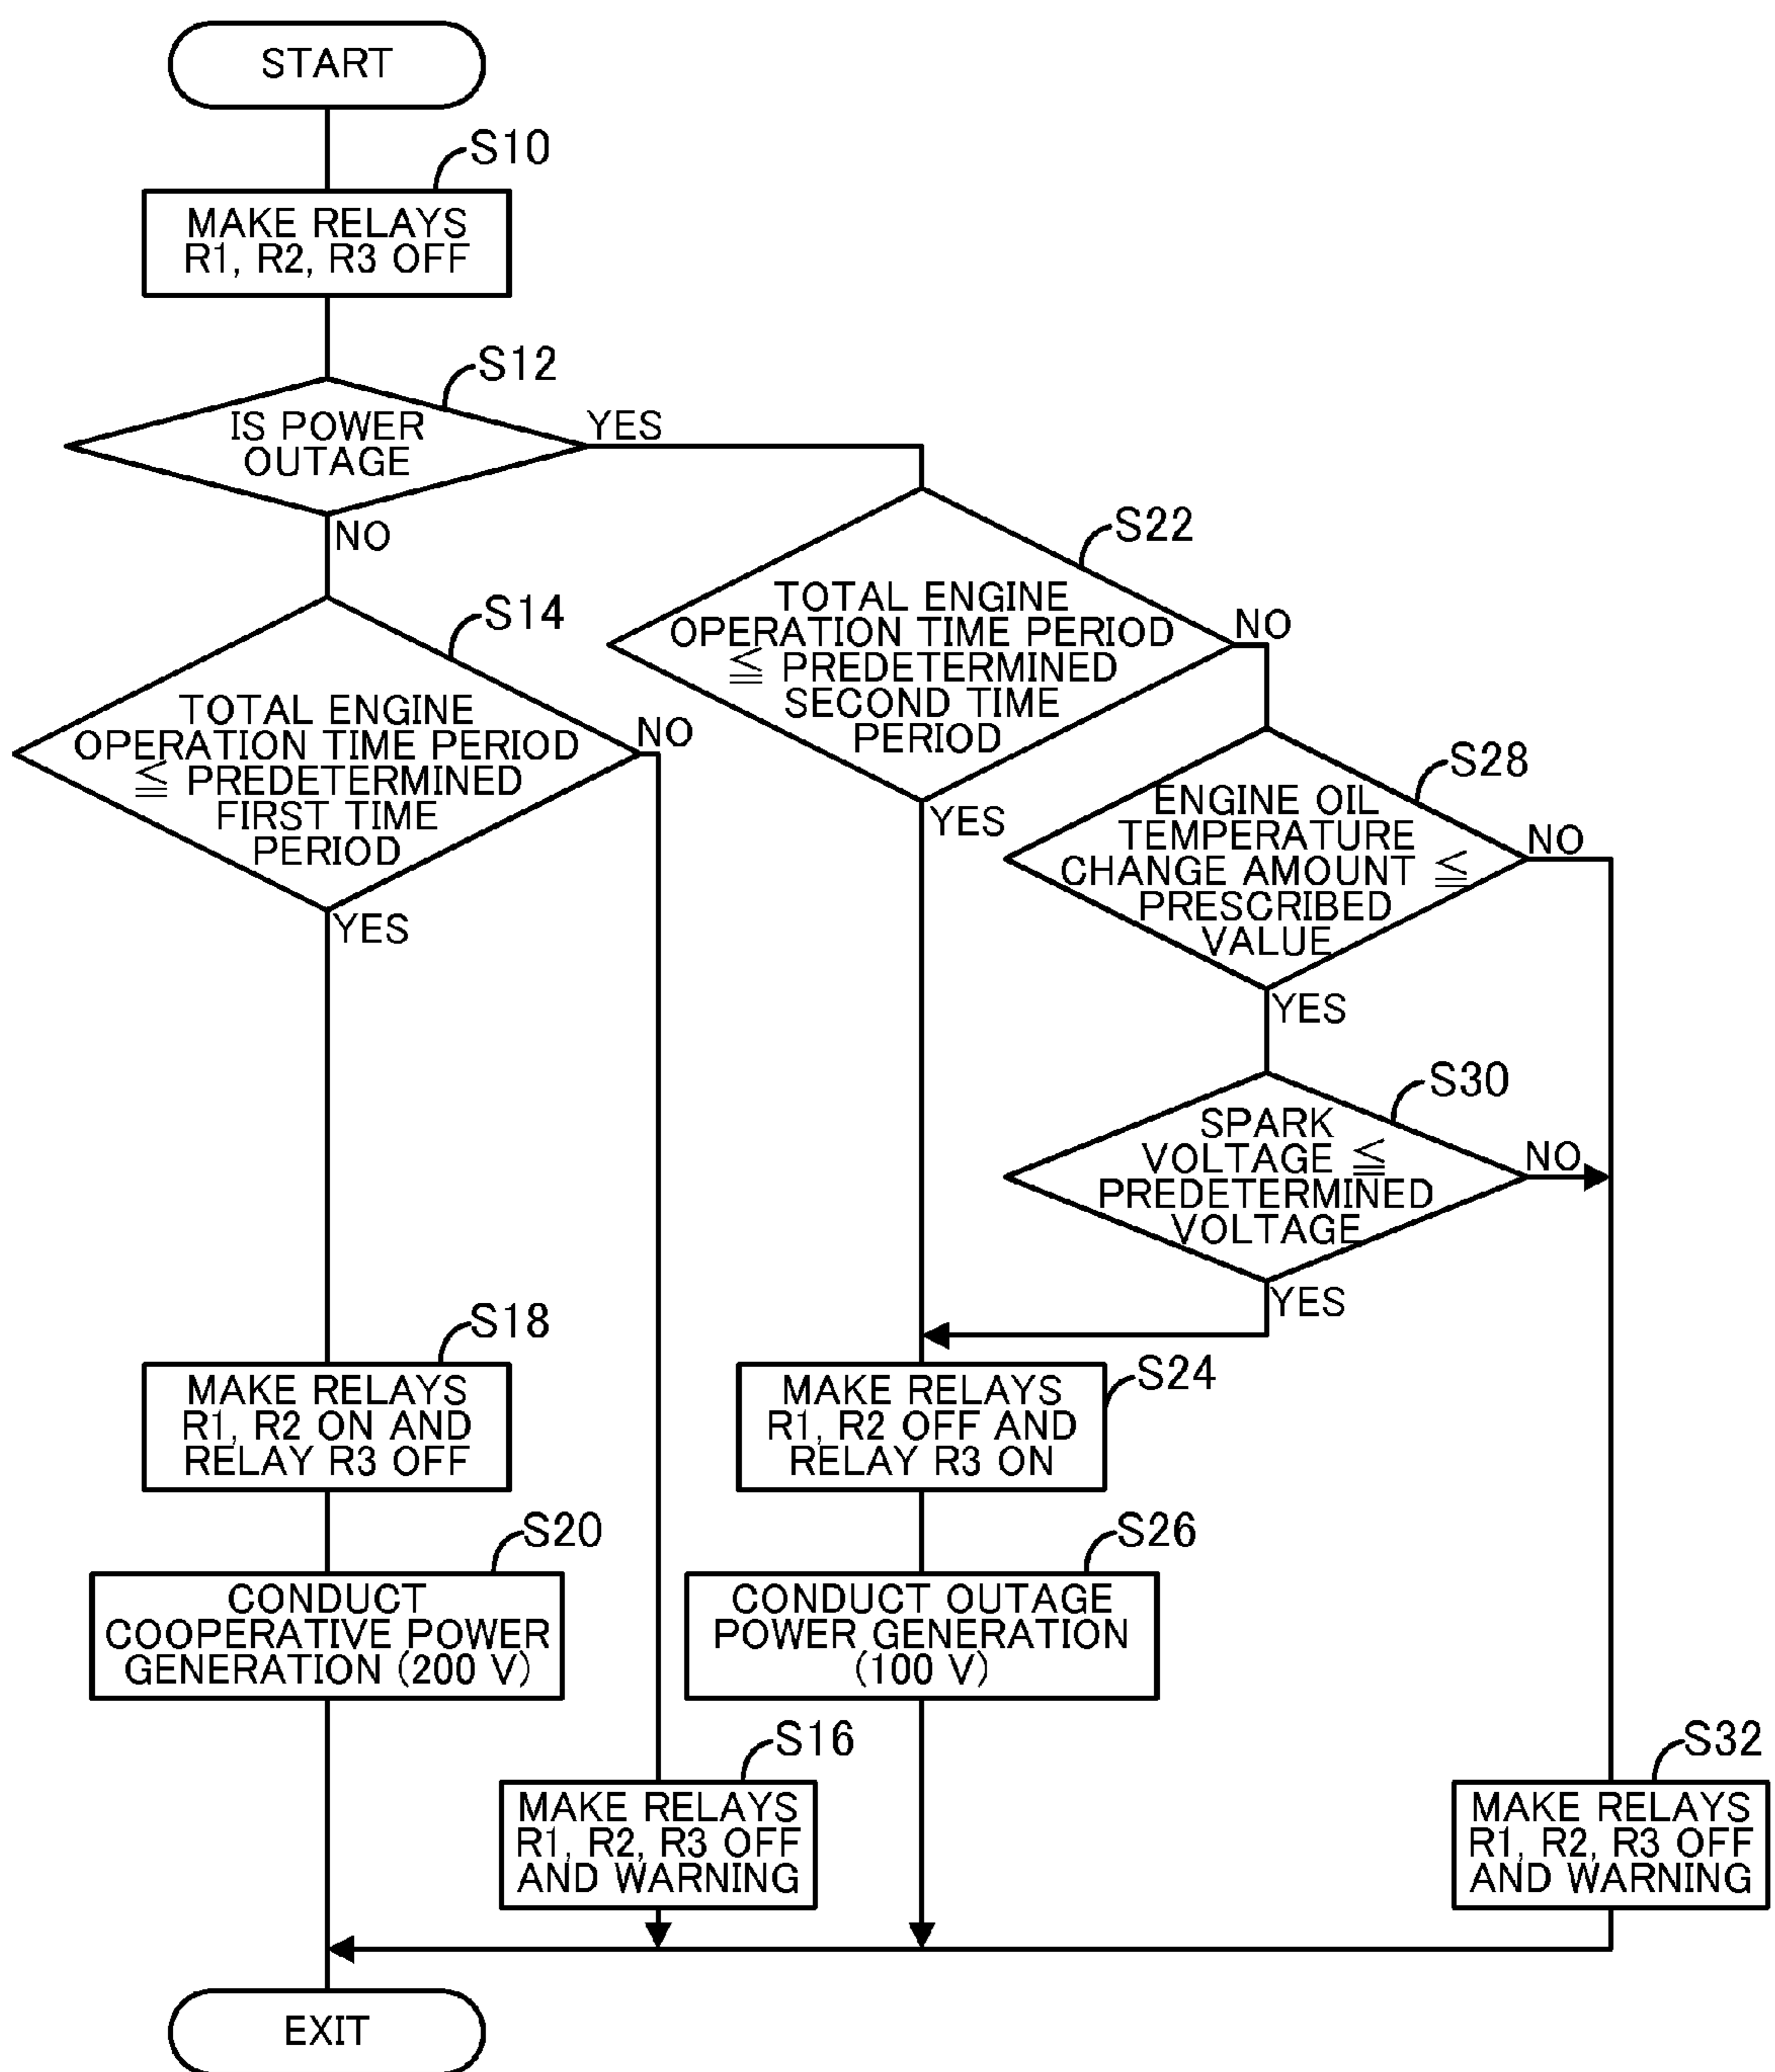 START
S10
MAKE RELAYS
R1, R2, R3 OFF
S12
IS POWER
OUTAGE
YES
NO
S14
TOTAL ENGINE
OPERATION TIME PERIOD
≦ PREDETERMINED
FIRST TIME
PERIOD
NO
YES
S22
TOTAL ENGINE
OPERATION TIME PERIOD
≦ PREDETERMINED
SECOND TIME
PERIOD
NO
YES
S28
ENGINE OIL
TEMPERATURE
CHANGE AMOUNT ≦
PRESCRIBED
VALUE
NO
YES
S30
SPARK
VOLTAGE ≦
PREDETERMINED
VOLTAGE
NO
YES
S18
MAKE RELAYS
R1, R2 ON AND
RELAY R3 OFF
S24
MAKE RELAYS
R1, R2 OFF AND
RELAY R3 ON
S20
CONDUCT
COOPERATIVE POWER
GENERATION (200 V)
S26
CONDUCT OUTAGE
POWER GENERATION
(100 V)
S16
MAKE RELAYS
R1, R2, R3 OFF
AND WARNING
S32
MAKE RELAYS
R1, R2, R3 OFF
AND WARNING
EXIT